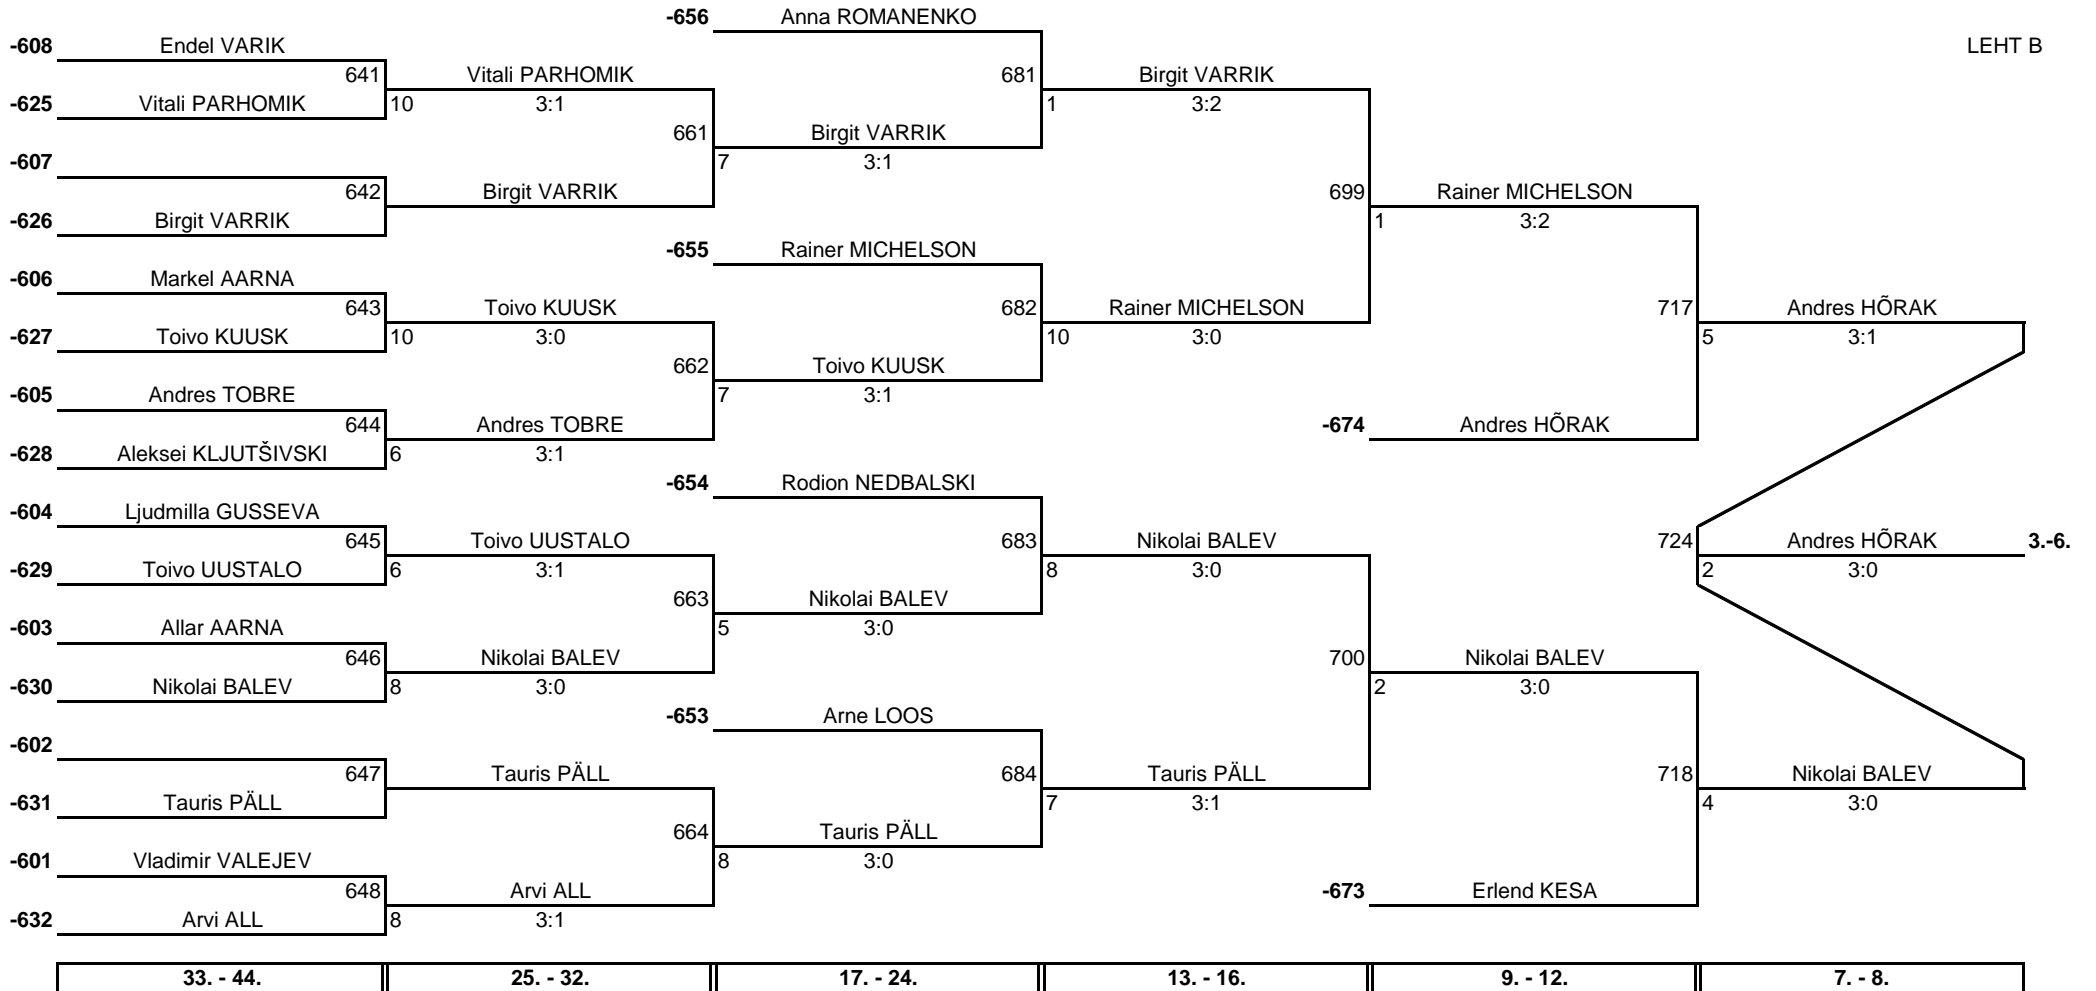 -656 Anna ROMANENKO
-608 Endel VARIK LEHT B
641 Vitali PARHOMIK 681 Birgit VARRIK
-625 Vitali PARHOMIK 10 3:1 1 3:2
661 Birgit VARRIK
-607 7 3:1
642 Birgit VARRIK 699 Rainer MICHELSON
-626 Birgit VARRIK 1 3:2
-655 Rainer MICHELSON
-606 Markel AARNA
643 Toivo KUUSK 682 Rainer MICHELSON 717 Andres HÕRAK
-627 Toivo KUUSK 10 3:0 10 3:0 5 3:1
662 Toivo KUUSK
-605 Andres TOBRE 7 3:1
644 Andres TOBRE -674 Andres HÕRAK
-628 Aleksei KLJUTŠIVSKI 6 3:1
-654 Rodion NEDBALSKI
-604 Ljudmilla GUSSEVA
645 Toivo UUSTALO 683 Nikolai BALEV 724 Andres HÕRAK 3.-6.
-629 Toivo UUSTALO 6 3:1 8 3:0 2 3:0
663 Nikolai BALEV
-603 Allar AARNA 5 3:0
646 Nikolai BALEV 700 Nikolai BALEV
-630 Nikolai BALEV 8 3:0 2 3:0
-653 Arne LOOS
-602
647 Tauris PÄLL 684 Tauris PÄLL 718 Nikolai BALEV
-631 Tauris PÄLL 7 3:1 4 3:0
664 Tauris PÄLL
-601 Vladimir VALEJEV 8 3:0
648 Arvi ALL -673 Erlend KESA
-632 Arvi ALL 8 3:1
33. - 44. 25. - 32. 17. - 24. 13. - 16. 9. - 12. 7. - 8.